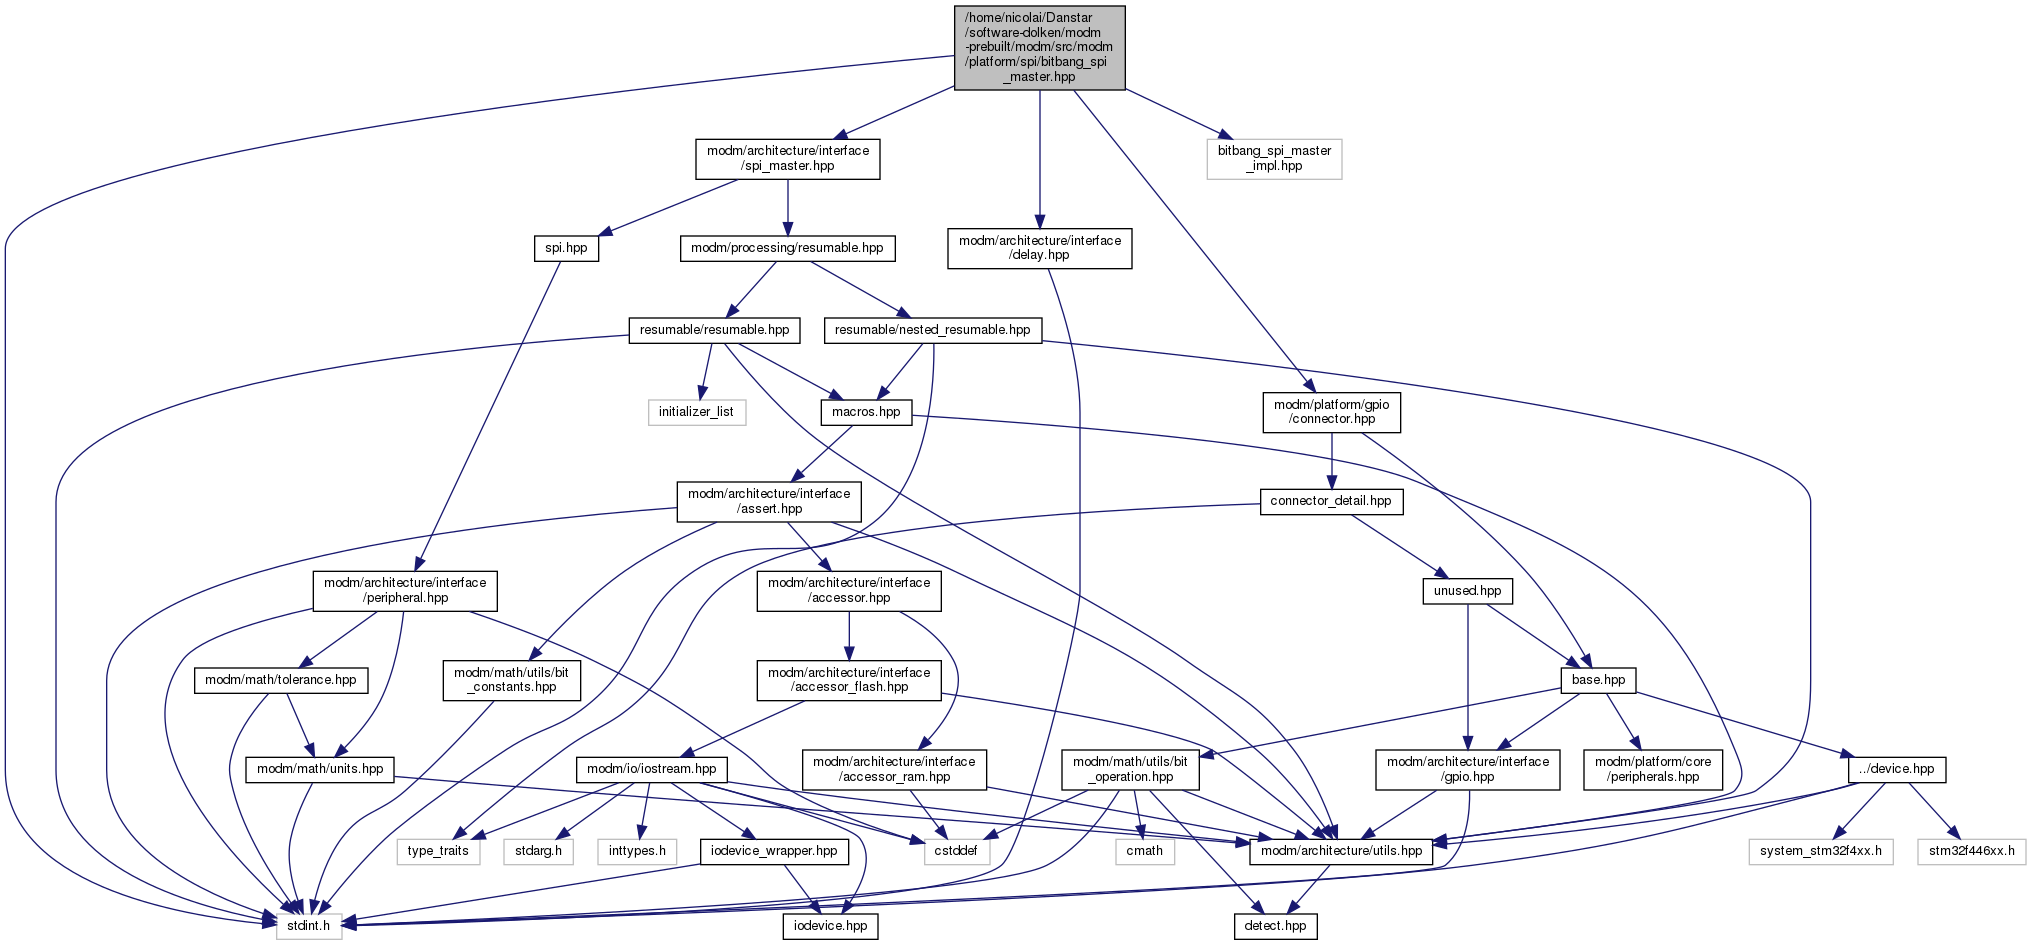 /home/nicolai/Danstar
/software-dolken/modm
-prebuilt/modm/src/modm
/platform/spi/bitbang_spi
_master.hpp
modm/architecture/interface
/spi_master.hpp
bitbang_spi_master
_impl.hpp
spi.hpp
modm/processing/resumable.hpp
modm/architecture/interface
/delay.hpp
resumable/resumable.hpp
resumable/nested_resumable.hpp
initializer_list
macros.hpp
modm/platform/gpio
/connector.hpp
modm/architecture/interface
/assert.hpp
connector_detail.hpp
modm/architecture/interface
/peripheral.hpp
modm/architecture/interface
/accessor.hpp
unused.hpp
modm/math/tolerance.hpp
modm/math/utils/bit
_constants.hpp
modm/architecture/interface
/accessor_flash.hpp
base.hpp
modm/math/units.hpp
modm/io/iostream.hpp
modm/architecture/interface
/accessor_ram.hpp
modm/math/utils/bit
_operation.hpp
modm/architecture/interface
/gpio.hpp
modm/platform/core
/peripherals.hpp
../device.hpp
type_traits
stdarg.h
inttypes.h
iodevice_wrapper.hpp
cstddef
cmath
modm/architecture/utils.hpp
system_stm32f4xx.h
stm32f446xx.h
stdint.h
iodevice.hpp
detect.hpp